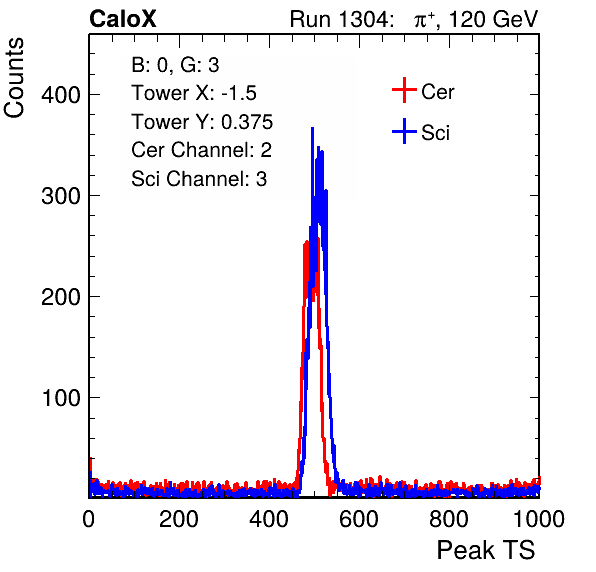 CaloX Run 1304: π⁺, 120 GeV
Counts
B: 0, G: 3
Tower X: -1.5
Tower Y: 0.375
Cer Channel: 2
Sci Channel: 3
Cer
Sci
400
300
200
100
0 200 400 600 800 1000
Peak TS